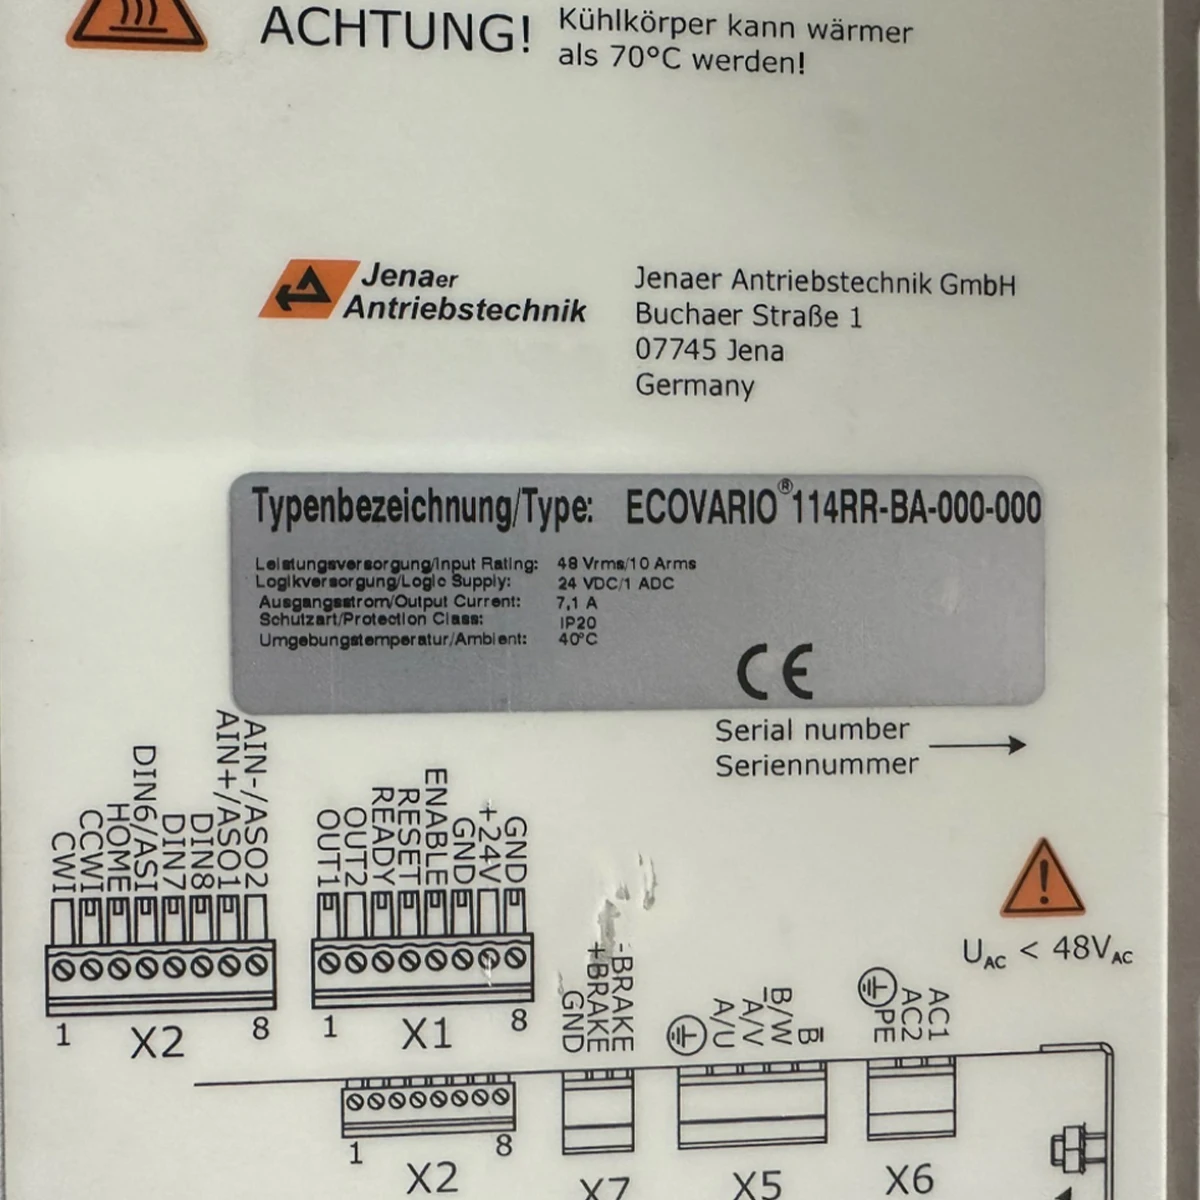 ACHTUNG!
Kühlkörper kann wärmer
als 70°C werden!
Jenaer
Antriebstechnik
Jenaer Antriebstechnik GmbH
Buchaer Straße 1
07745 Jena
Germany
Typenbezeichnung/Type: ECOVARIO® 114RR-BA-000-000
Leistungsversorgung/Input Rating: 48 Vrms/10 Arms
Logikversorgung/Logic Supply: 24 VDC/1 ADC
Ausgangsstrom/Output Current: 7,1 A
Schutzart/Protection Class: IP20
Umgebungstemperatur/Ambient: 40°C
CE
Serial number
Seriennummer
CWI
CCWI
HOME
DIN6/ASI
DIN7
DIN8
AIN+/ASO1
AIN-/ASO2
1 X2 8
OUT1
OUT2
READY
RESET
ENABLE
GND
+24V
GND
1 X1 8
UAC < 48VAC
GND
+BRAKE
-BRAKE
A/U
A/V
B/W
B
PE
AC2
AC1
1 X2 8
X7
X5
X6